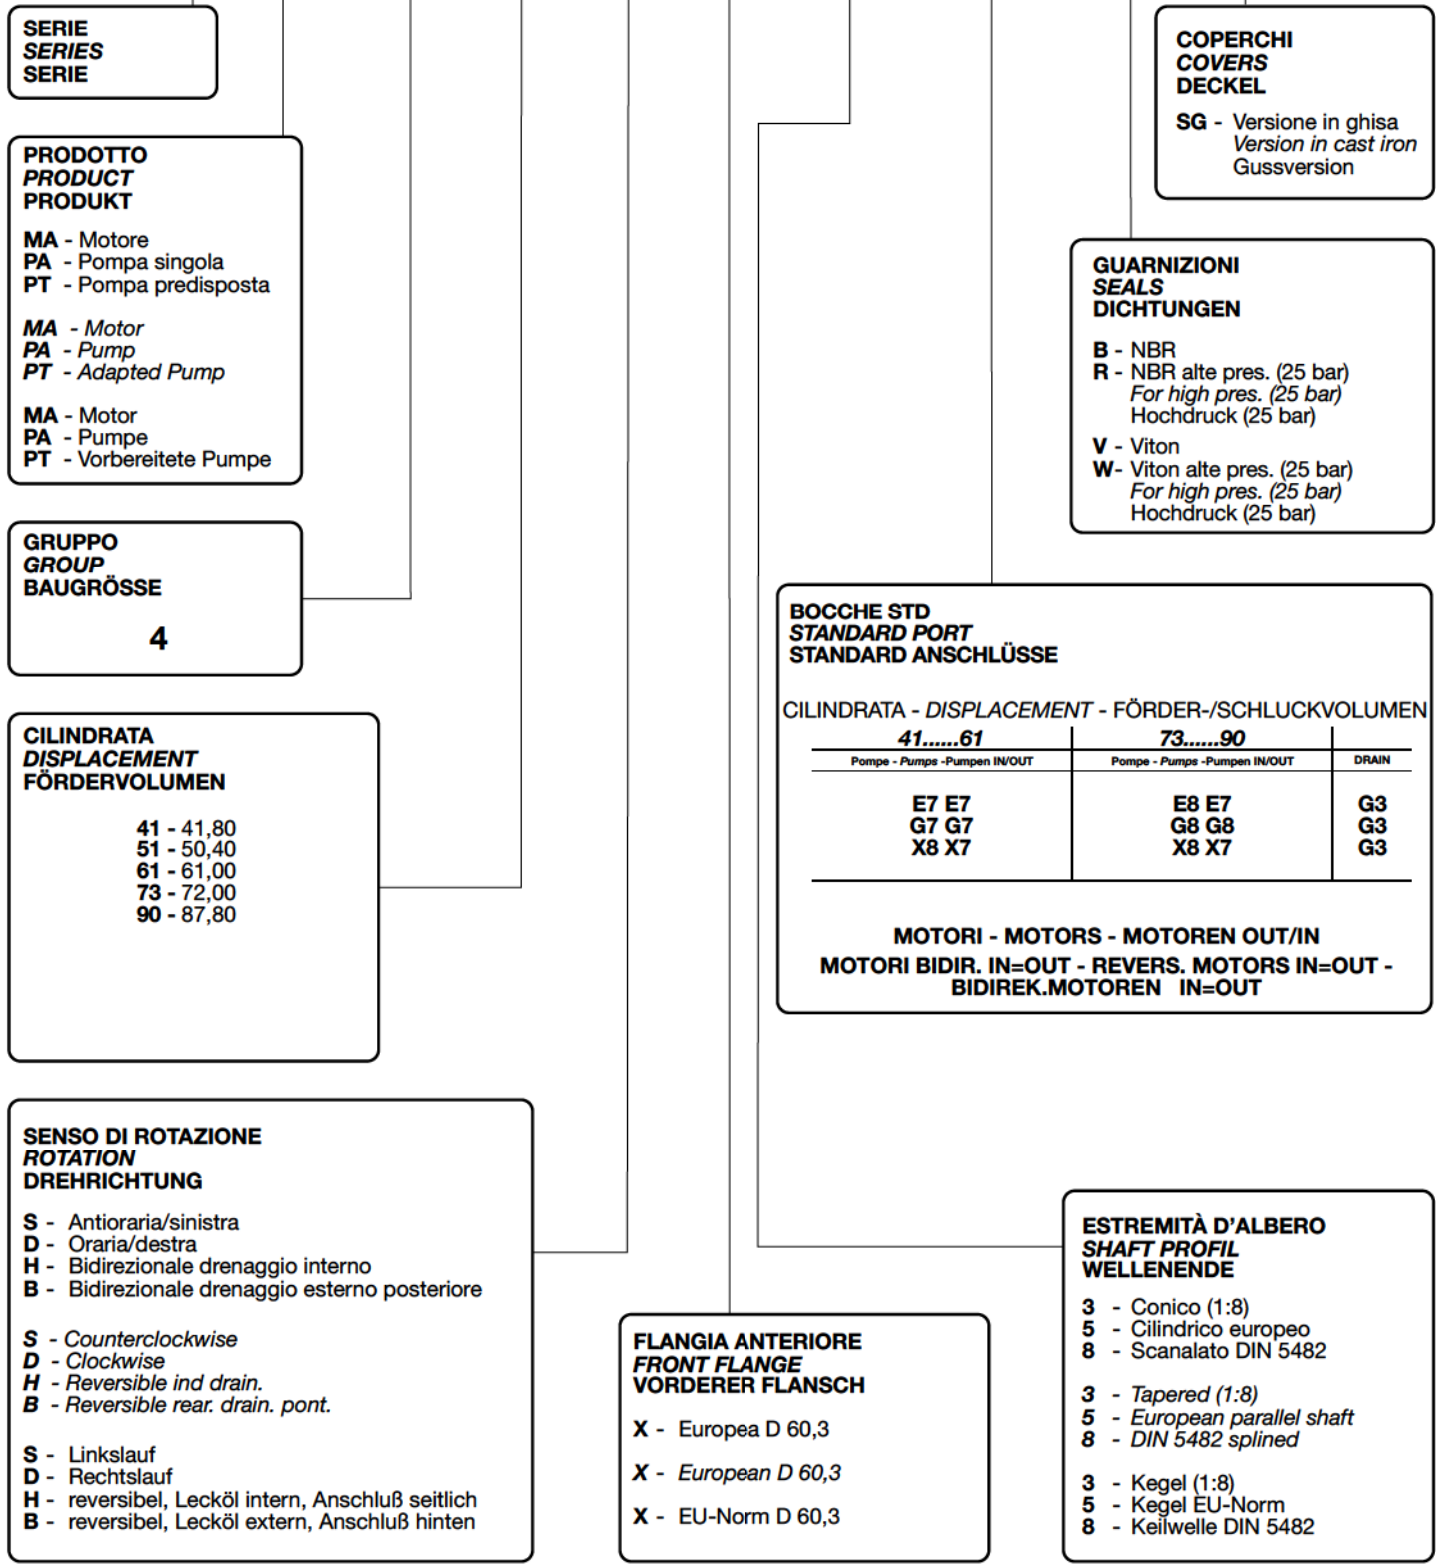 SERIE
SERIES
SERIE
PRODOTTO
PRODUCT
PRODUKT
MA - Motore
PA - Pompa singola
PT - Pompa predisposta
MA - Motor
PA - Pump
PT - Adapted Pump
MA - Motor
PA - Pumpe
PT - Vorbereitete Pumpe
GRUPPO
GROUP
BAUGRÖSSE
4
CILINDRATA
DISPLACEMENT
FÖRDERVOLUMEN
41 - 41,80
51 - 50,40
61 - 61,00
73 - 72,00
90 - 87,80
SENSO DI ROTAZIONE
ROTATION
DREHRICHTUNG
S - Antioraria/sinistra
D - Oraria/destra
H - Bidirezionale drenaggio interno
B - Bidirezionale drenaggio esterno posteriore
S - Counterclockwise
D - Clockwise
H - Reversible ind drain.
B - Reversible rear. drain. pont.
S - Linkslauf
D - Rechtslauf
H - reversibel, Lecköl intern, Anschluß seitlich
B - reversibel, Lecköl extern, Anschluß hinten
FLANGIA ANTERIORE
FRONT FLANGE
VORDERER FLANSCH
X - Europea D 60,3
X - European D 60,3
X - EU-Norm D 60,3
COPERCHI
COVERS
DECKEL
SG - Versione in ghisa
Version in cast iron
Gussversion
GUARNIZIONI
SEALS
DICHTUNGEN
B - NBR
R - NBR alte pres. (25 bar)
For high pres. (25 bar)
Hochdruck (25 bar)
V - Viton
W- Viton alte pres. (25 bar)
For high pres. (25 bar)
Hochdruck (25 bar)
BOCCHE STD
STANDARD PORT
STANDARD ANSCHLÜSSE
CILINDRATA - DISPLACEMENT - FÖRDER-/SCHLUCKVOLUMEN
41......61 73......90
Pompe - Pumps -Pumpen IN/OUT Pompe - Pumps -Pumpen IN/OUT DRAIN
E7 E7 E8 E7 G3
G7 G7 G8 G8 G3
X8 X7 X8 X7 G3
MOTORI - MOTORS - MOTOREN OUT/IN
MOTORI BIDIR. IN=OUT - REVERS. MOTORS IN=OUT -
BIDIREK.MOTOREN IN=OUT
ESTREMITÀ D'ALBERO
SHAFT PROFIL
WELLENENDE
3 - Conico (1:8)
5 - Cilindrico europeo
8 - Scanalato DIN 5482
3 - Tapered (1:8)
5 - European parallel shaft
8 - DIN 5482 splined
3 - Kegel (1:8)
5 - Kegel EU-Norm
8 - Keilwelle DIN 5482